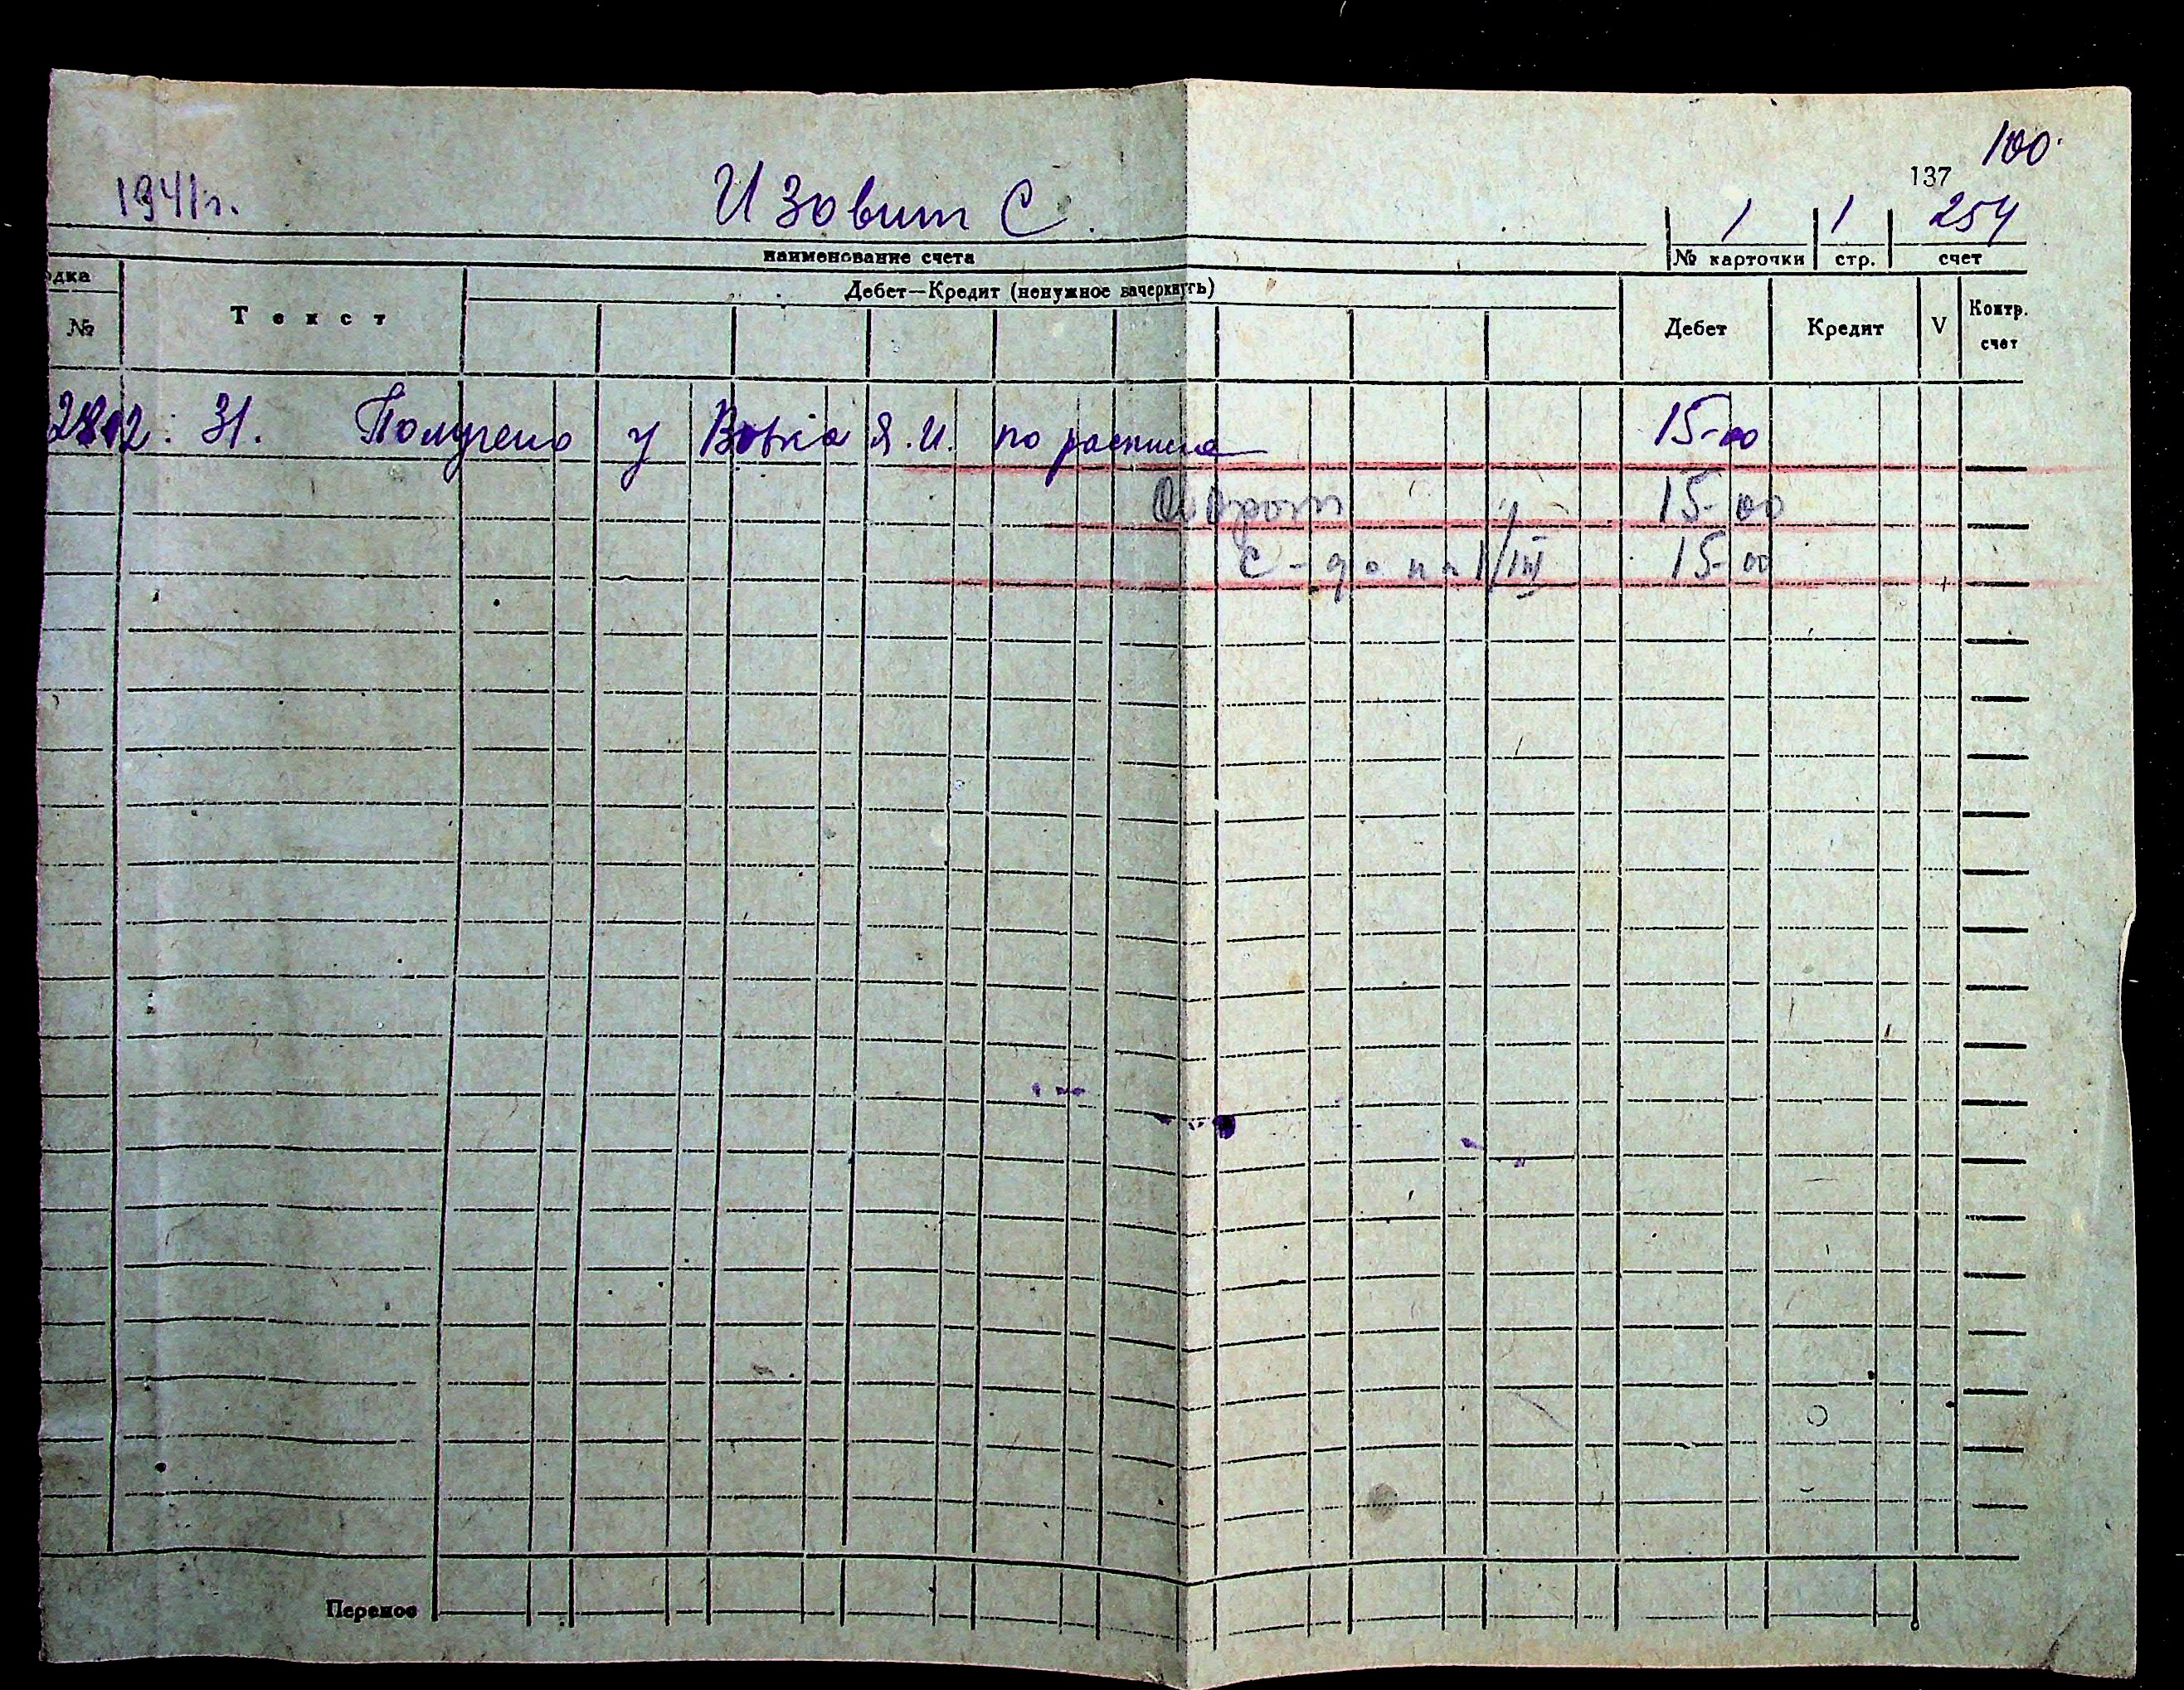 100.
137
1941г. Изовит С. 1 1 254
наименование счета № карточки стр. счет
одка Дебет—Кредит (ненужное зачеркнуть)
№ Текст Дебет Кредит V Контр. счет
31. Получено у Вовка Я.И. по расписке 15-00
Оборот 15-00
С-до на 1/III 15-00
Перенос